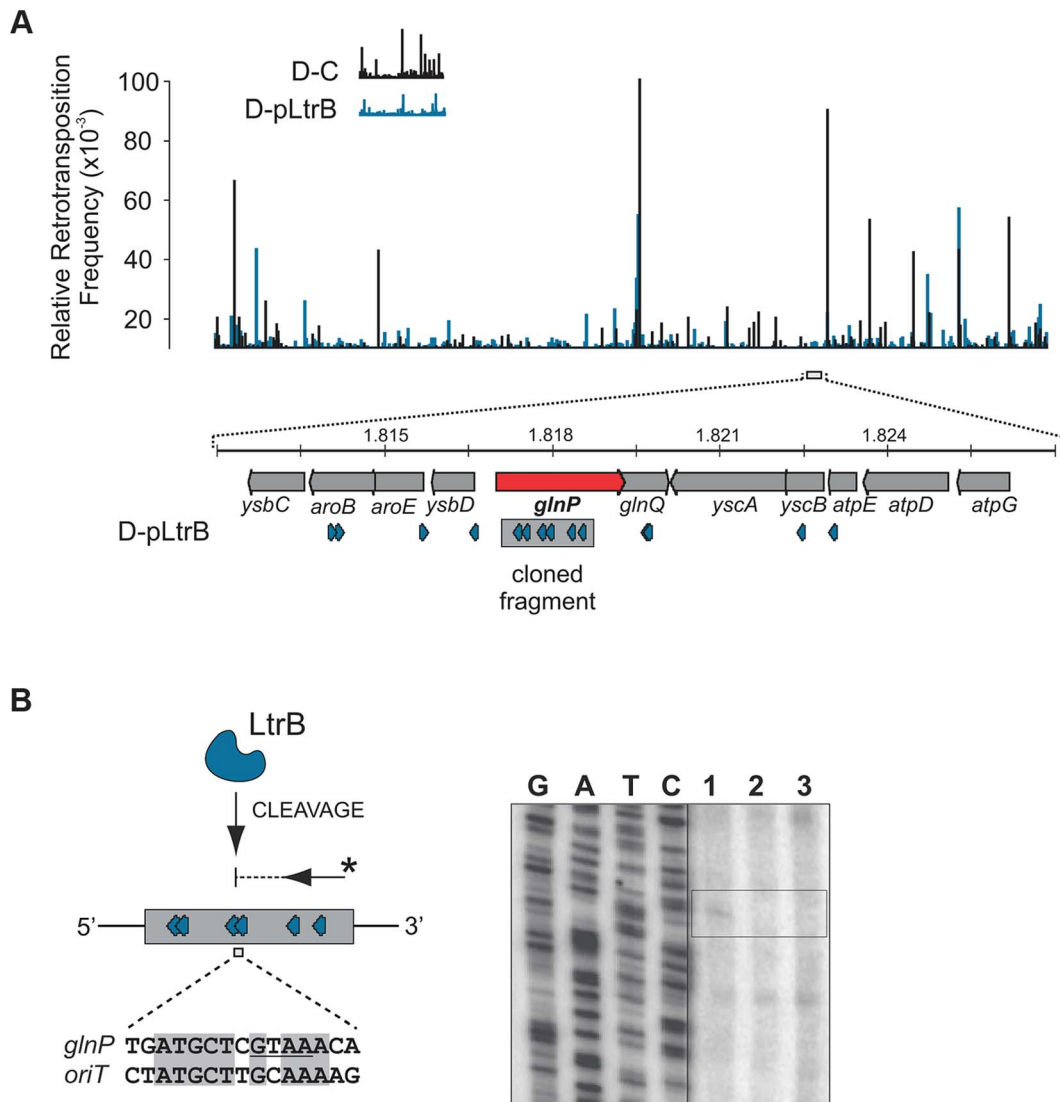 A
D-C
D-pLtrB
Relative Retrotransposition
Frequency (x10⁻³)
100
80
60
40
20
1.815 1.818 1.821 1.824
ysbC aroB aroE ysbD glnP glnQ yscA yscB atpE atpD atpG
D-pLtrB
cloned
fragment
B
LtrB
CLEAVAGE
*
5’ 3’
glnP TGATGCTCGTAAACA
oriT CTATGCTTGCAAAAG
G A T C 1 2 3